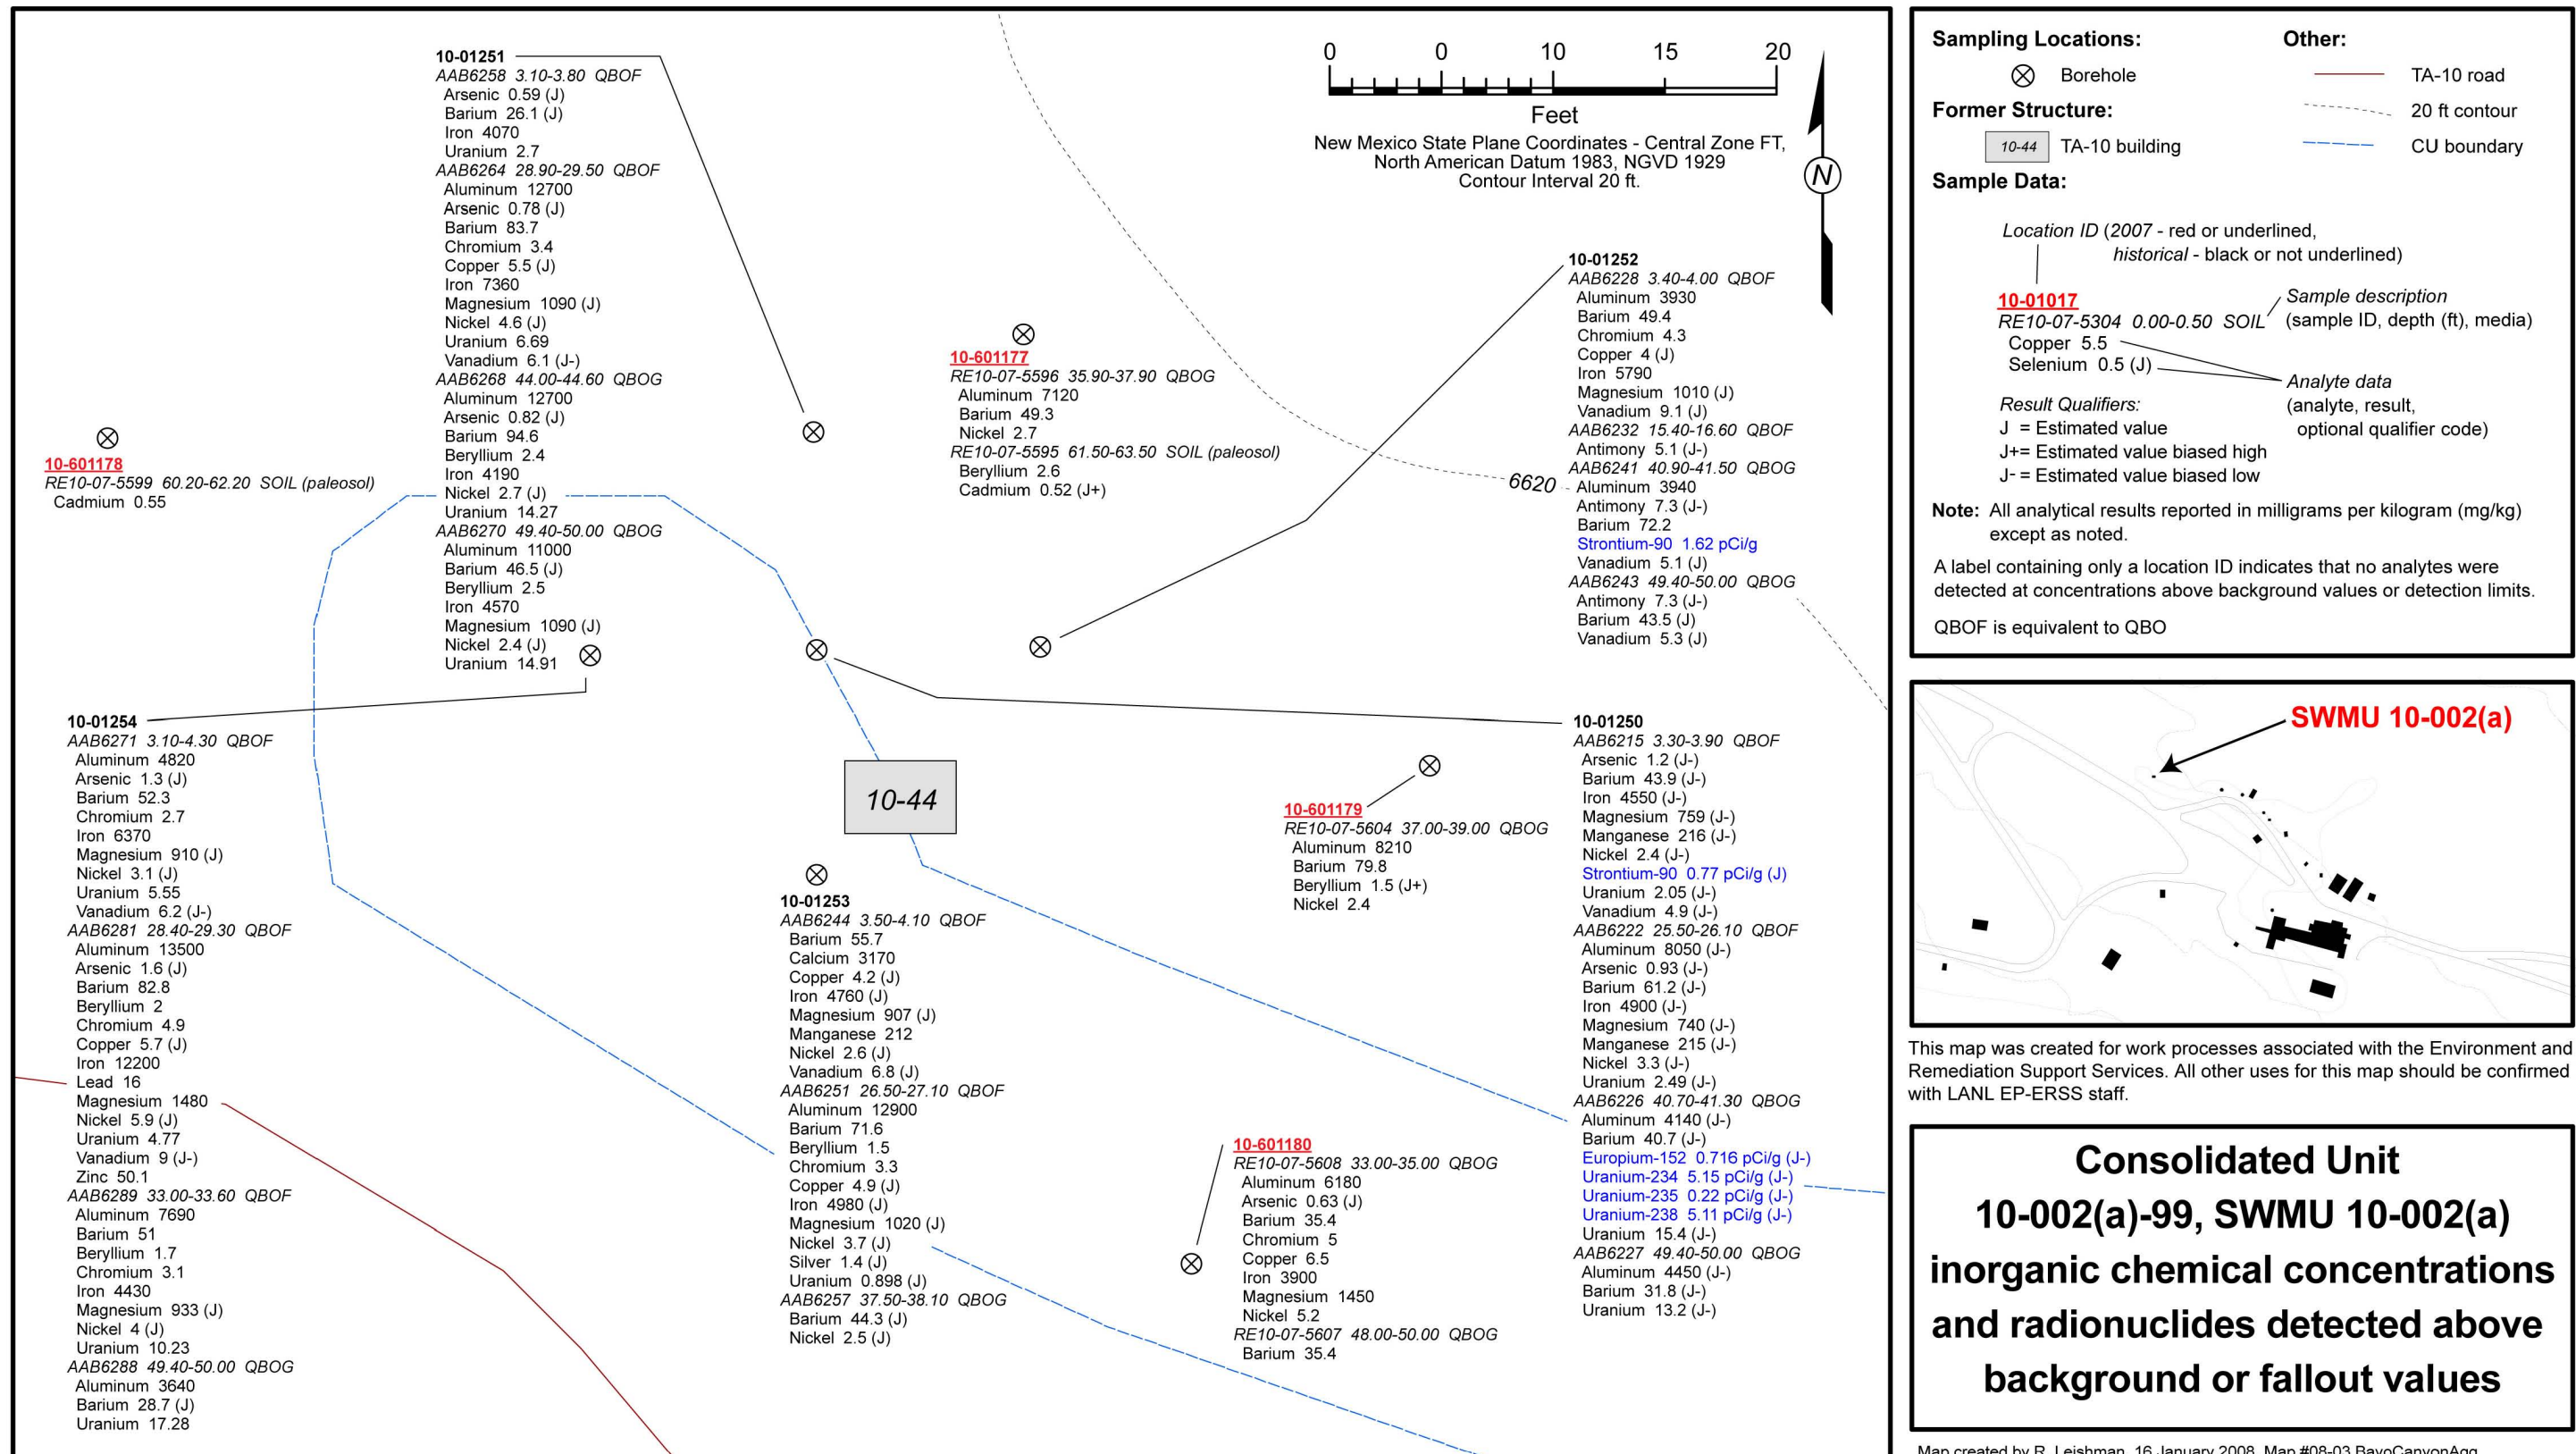 10-01251
AAB6258 3.10-3.80 QBOF
Arsenic 0.59 (J)
Barium 26.1 (J)
Iron 4070
Uranium 2.7
AAB6264 28.90-29.50 QBOF
Aluminum 12700
Arsenic 0.78 (J)
Barium 83.7
Chromium 3.4
Copper 5.5 (J)
Iron 7360
Magnesium 1090 (J)
Nickel 4.6 (J)
Uranium 6.69
Vanadium 6.1 (J-)
AAB6268 44.00-44.60 QBOG
Aluminum 12700
Arsenic 0.82 (J)
Barium 94.6
Beryllium 2.4
Iron 4190
Nickel 2.7 (J)
Uranium 14.27
AAB6270 49.40-50.00 QBOG
Aluminum 11000
Barium 46.5 (J)
Beryllium 2.5
Iron 4570
Magnesium 1090 (J)
Nickel 2.4 (J)
Uranium 14.91
0 0 10 15 20
Feet
New Mexico State Plane Coordinates - Central Zone FT,
North American Datum 1983, NGVD 1929
Contour Interval 20 ft.
N
10-601178
RE10-07-5599 60.20-62.20 SOIL (paleosol)
Cadmium 0.55
10-601177
RE10-07-5596 35.90-37.90 QBOG
Aluminum 7120
Barium 49.3
Nickel 2.7
RE10-07-5595 61.50-63.50 SOIL (paleosol)
Beryllium 2.6
Cadmium 0.52 (J+)
6620
10-01252
AAB6228 3.40-4.00 QBOF
Aluminum 3930
Barium 49.4
Chromium 4.3
Copper 4 (J)
Iron 5790
Magnesium 1010 (J)
Vanadium 9.1 (J)
AAB6232 15.40-16.60 QBOF
Antimony 5.1 (J-)
AAB6241 40.90-41.50 QBOG
Aluminum 3940
Antimony 7.3 (J-)
Barium 72.2
Strontium-90 1.62 pCi/g
Vanadium 5.1 (J)
AAB6243 49.40-50.00 QBOG
Antimony 7.3 (J-)
Barium 43.5 (J)
Vanadium 5.3 (J)
10-01254
AAB6271 3.10-4.30 QBOF
Aluminum 4820
Arsenic 1.3 (J)
Barium 52.3
Chromium 2.7
Iron 6370
Magnesium 910 (J)
Nickel 3.1 (J)
Uranium 5.55
Vanadium 6.2 (J-)
AAB6281 28.40-29.30 QBOF
Aluminum 13500
Arsenic 1.6 (J)
Barium 82.8
Beryllium 2
Chromium 4.9
Copper 5.7 (J)
Iron 12200
Lead 16
Magnesium 1480
Nickel 5.9 (J)
Uranium 4.77
Vanadium 9 (J-)
Zinc 50.1
AAB6289 33.00-33.60 QBOF
Aluminum 7690
Barium 51
Beryllium 1.7
Chromium 3.1
Iron 4430
Magnesium 933 (J)
Nickel 4 (J)
Uranium 10.23
AAB6288 49.40-50.00 QBOG
Aluminum 3640
Barium 28.7 (J)
Uranium 17.28
10-44
10-01253
AAB6244 3.50-4.10 QBOF
Barium 55.7
Calcium 3170
Copper 4.2 (J)
Iron 4760 (J)
Magnesium 907 (J)
Manganese 212
Nickel 2.6 (J)
Vanadium 6.8 (J)
AAB6251 26.50-27.10 QBOF
Aluminum 12900
Barium 71.6
Beryllium 1.5
Chromium 3.3
Copper 4.9 (J)
Iron 4980 (J)
Magnesium 1020 (J)
Nickel 3.7 (J)
Silver 1.4 (J)
Uranium 0.898 (J)
AAB6257 37.50-38.10 QBOG
Barium 44.3 (J)
Nickel 2.5 (J)
10-601179
RE10-07-5604 37.00-39.00 QBOG
Aluminum 8210
Barium 79.8
Beryllium 1.5 (J+)
Nickel 2.4
10-601180
RE10-07-5608 33.00-35.00 QBOG
Aluminum 6180
Arsenic 0.63 (J)
Barium 35.4
Chromium 5
Copper 6.5
Iron 3900
Magnesium 1450
Nickel 5.2
RE10-07-5607 48.00-50.00 QBOG
Barium 35.4
10-01250
AAB6215 3.30-3.90 QBOF
Arsenic 1.2 (J-)
Barium 43.9 (J-)
Iron 4550 (J-)
Magnesium 759 (J-)
Manganese 216 (J-)
Nickel 2.4 (J-)
Strontium-90 0.77 pCi/g (J)
Uranium 2.05 (J-)
Vanadium 4.9 (J-)
AAB6222 25.50-26.10 QBOF
Aluminum 8050 (J-)
Arsenic 0.93 (J-)
Barium 61.2 (J-)
Iron 4900 (J-)
Magnesium 740 (J-)
Manganese 215 (J-)
Nickel 3.3 (J-)
Uranium 2.49 (J-)
AAB6226 40.70-41.30 QBOG
Aluminum 4140 (J-)
Barium 40.7 (J-)
Europium-152 0.716 pCi/g (J-)
Uranium-234 5.15 pCi/g (J-)
Uranium-235 0.22 pCi/g (J-)
Uranium-238 5.11 pCi/g (J-)
Uranium 15.4 (J-)
AAB6227 49.40-50.00 QBOG
Aluminum 4450 (J-)
Barium 31.8 (J-)
Uranium 13.2 (J-)
Sampling Locations:
Borehole
Former Structure:
10-44 TA-10 building
Other:
TA-10 road
20 ft contour
CU boundary
Sample Data:
Location ID (2007 - red or underlined,
historical - black or not underlined)
10-01017
RE10-07-5304 0.00-0.50 SOIL
Copper 5.5
Selenium 0.5 (J)
Sample description
(sample ID, depth (ft), media)
Analyte data
(analyte, result,
optional qualifier code)
Result Qualifiers:
J = Estimated value
J+= Estimated value biased high
J- = Estimated value biased low
Note: All analytical results reported in milligrams per kilogram (mg/kg)
except as noted.
A label containing only a location ID indicates that no analytes were
detected at concentrations above background values or detection limits.
QBOF is equivalent to QBO
SWMU 10-002(a)
This map was created for work processes associated with the Environment and
Remediation Support Services. All other uses for this map should be confirmed
with LANL EP-ERSS staff.
Consolidated Unit
10-002(a)-99, SWMU 10-002(a)
inorganic chemical concentrations
and radionuclides detected above
background or fallout values
Map created by R. Leishman, 16 January 2008, Map #08-03 BayoCanyonAgg